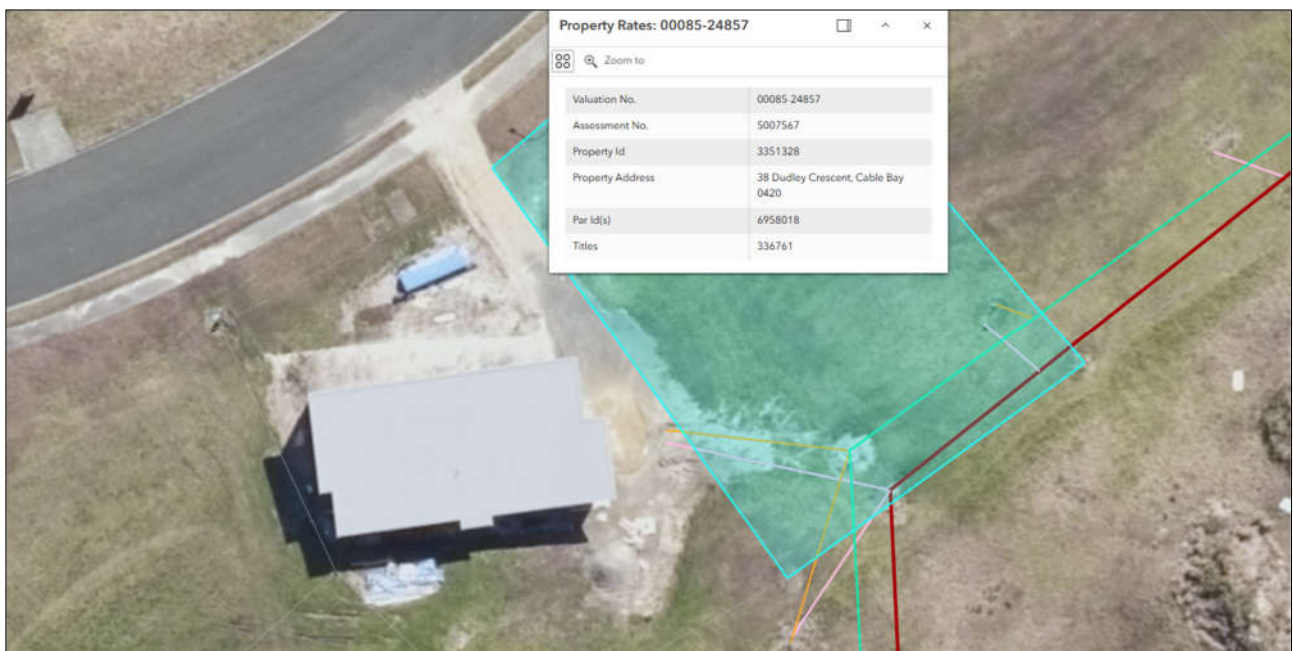 Property Rates: 00085-24857
Zoom to
Valuation No. 00085-24857
Assessment No. 5007567
Property Id 3351328
Property Address 38 Dudley Crescent, Cable Bay
0420
Par Id(s) 6958018
Titles 336761